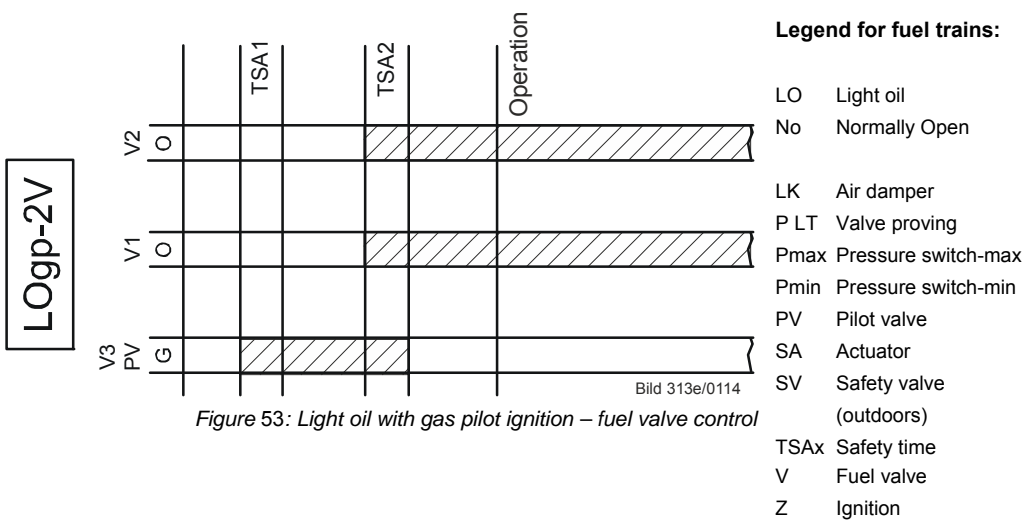 LOgp-2V
TSA1
TSA2
Operation
V2
O
V1
O
V3
PV
G
Bild 313e/0114
Figure 53: Light oil with gas pilot ignition – fuel valve control
Legend for fuel trains:
LO Light oil
No Normally Open
LK Air damper
P LT Valve proving
Pmax Pressure switch-max
Pmin Pressure switch-min
PV Pilot valve
SA Actuator
SV Safety valve
(outdoors)
TSAx Safety time
V Fuel valve
Z Ignition